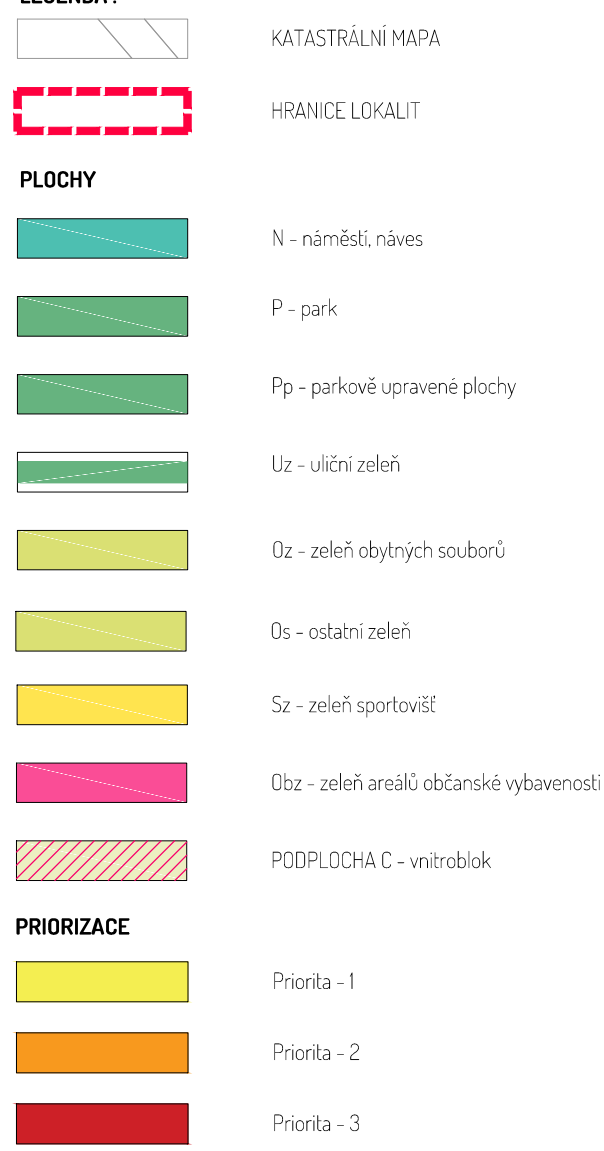 KATASTRÁLNÍ MAPA
HRANICE LOKALIT
PLOCHY
N - náměstí, náves
P - park
Pp - parkově upravené plochy
Uz - uliční zeleň
Oz - zeleň obytných souborů
Os - ostatní zeleň
Sz - zeleň sportovišť
Obz - zeleň areálů občanské vybavenosti
PODPLOCHA C - vnitroblok
PRIORIZACE
Priorita - 1
Priorita - 2
Priorita - 3